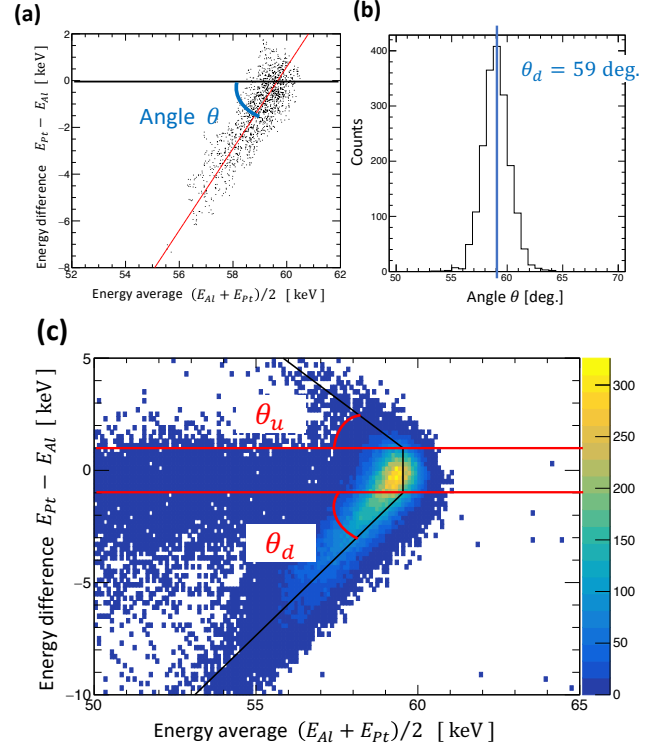 (a)
2
0
-2
-4
-6
-8
52
54
56
58
60
62
Angle θ
Energy difference E_Pt − E_Al [ keV]
Energy average (E_Al + E_Pt)/2 [ keV]
(b)
400
300
200
100
0
50
55
60
65
70
θ_d = 59 deg.
Counts
Angle θ [deg.]
(c)
5
0
−5
−10
50
55
60
65
θ_u
θ_d
300
250
200
150
100
50
0
Energy difference E_Pt − E_Al [ keV]
Energy average (E_Al + E_Pt)/2 [ keV]